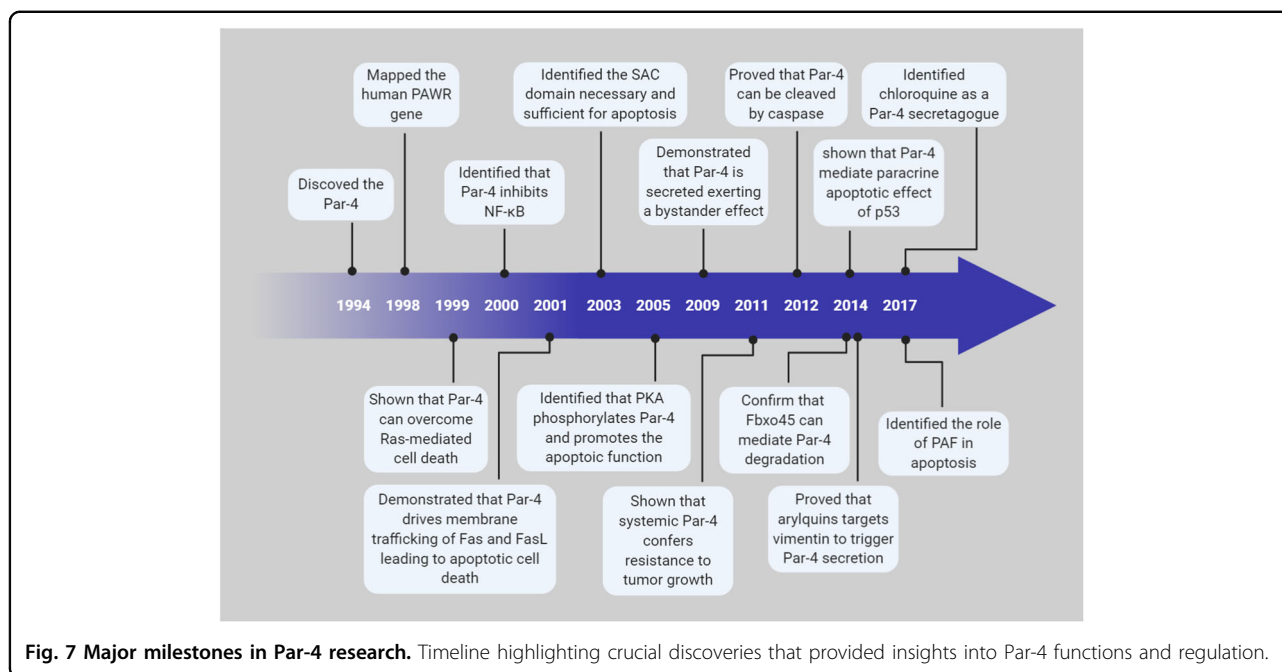 Mapped the
human PAWR
gene
Identified the SAC
domain necessary and
sufficient for apoptosis
Proved that Par-4
can be cleaved
by caspase
Identified
chloroquine as a
Par-4 secretagogue
Discoved the
Par-4
Identified that
Par-4 inhibits
NF-κB
Demonstrated
that Par-4 is
secreted exerting
a bystander effect
shown that Par-4
mediate paracrine
apoptotic effect
of p53
1994 1998 1999 2000 2001 2003 2005 2009 2011 2012 2014 2017
Shown that Par-4
can overcome
Ras-mediated
cell death
Identified that PKA
phosphorylates Par-4
and promotes the
apoptoic function
Confirm that
Fbxo45 can
mediate Par-4
degradation
Identified the role
of PAF in
apoptosis
Demonstrated that Par-4
drives membrane
trafficking of Fas and FasL
leading to apoptotic cell
death
Shown that
systemic Par-4
confers
resistance to
tumor growth
Proved that
arylquins targets
vimentin to trigger
Par-4 secretion
Fig. 7 Major milestones in Par-4 research. Timeline highlighting crucial discoveries that provided insights into Par-4 functions and regulation.